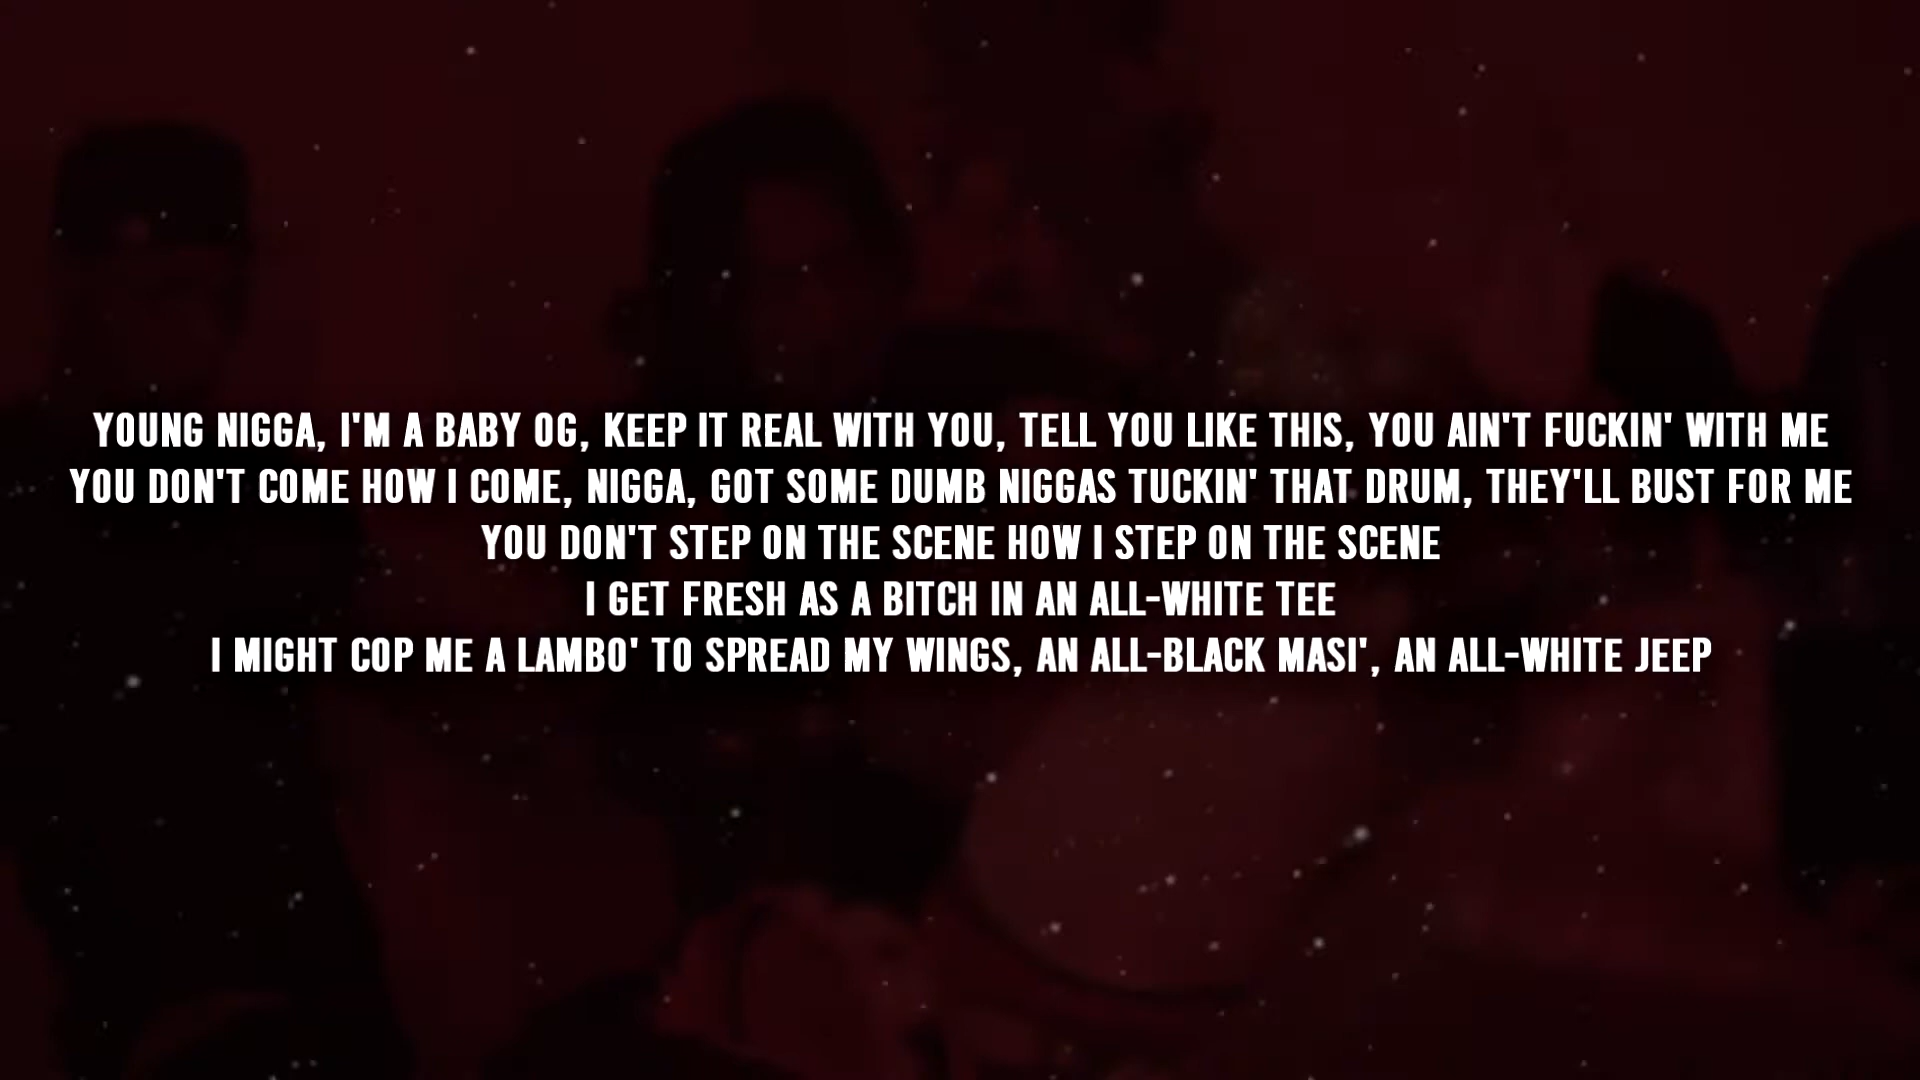 YOUNG NIGGA, I'M A BABY OG, KEEP IT REAL WITH YOU, TELL YOU LIKE THIS, YOU AIN'T FUCKIN' WITH ME
YOU DON'T COME HOW I COME, NIGGA, GOT SOME DUMB NIGGAS TUCKIN' THAT DRUM, THEY'LL BUST FOR ME
YOU DON'T STEP ON THE SCENE HOW I STEP ON THE SCENE
I GET FRESH AS A BITCH IN AN ALL-WHITE TEE
I MIGHT COP ME A LAMBO' TO SPREAD MY WINGS, AN ALL-BLACK MASI', AN ALL-WHITE JEEP